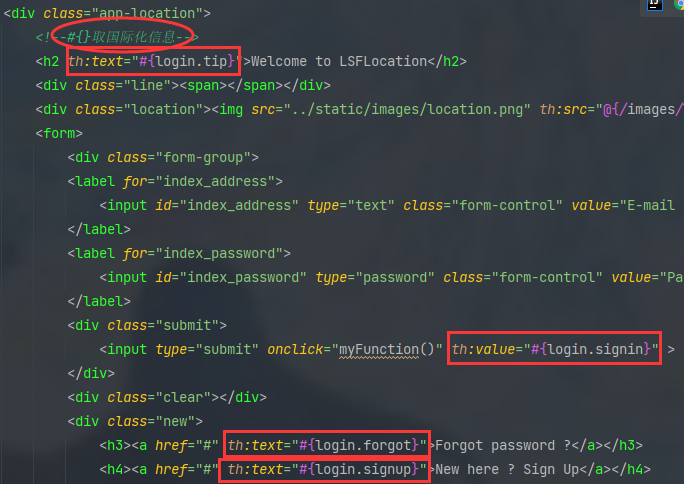 <div class="app-location">
<!--#{}取国际化信息-->
<h2 th:text="#{login.tip}">Welcome to LSFLocation</h2>
<div class="line"><span></span></div>
<div class="location"><img src="../static/images/location.png" th:src="@{/images/
<form>
<div class="form-group">
<label for="index_address">
<input id="index_address" type="text" class="form-control" value="E-mail
</label>
<label for="index_password">
<input id="index_password" type="password" class="form-control" value="Pa
</label>
<div class="submit">
<input type="submit" onclick="myFunction()" th:value="#{login.signin}" >
</div>
<div class="clear"></div>
<div class="new">
<h3><a href="#" th:text="#{login.forgot}">Forgot password ?</a></h3>
<h4><a href="#" th:text="#{login.signup}">New here ? Sign Up</a></h4>